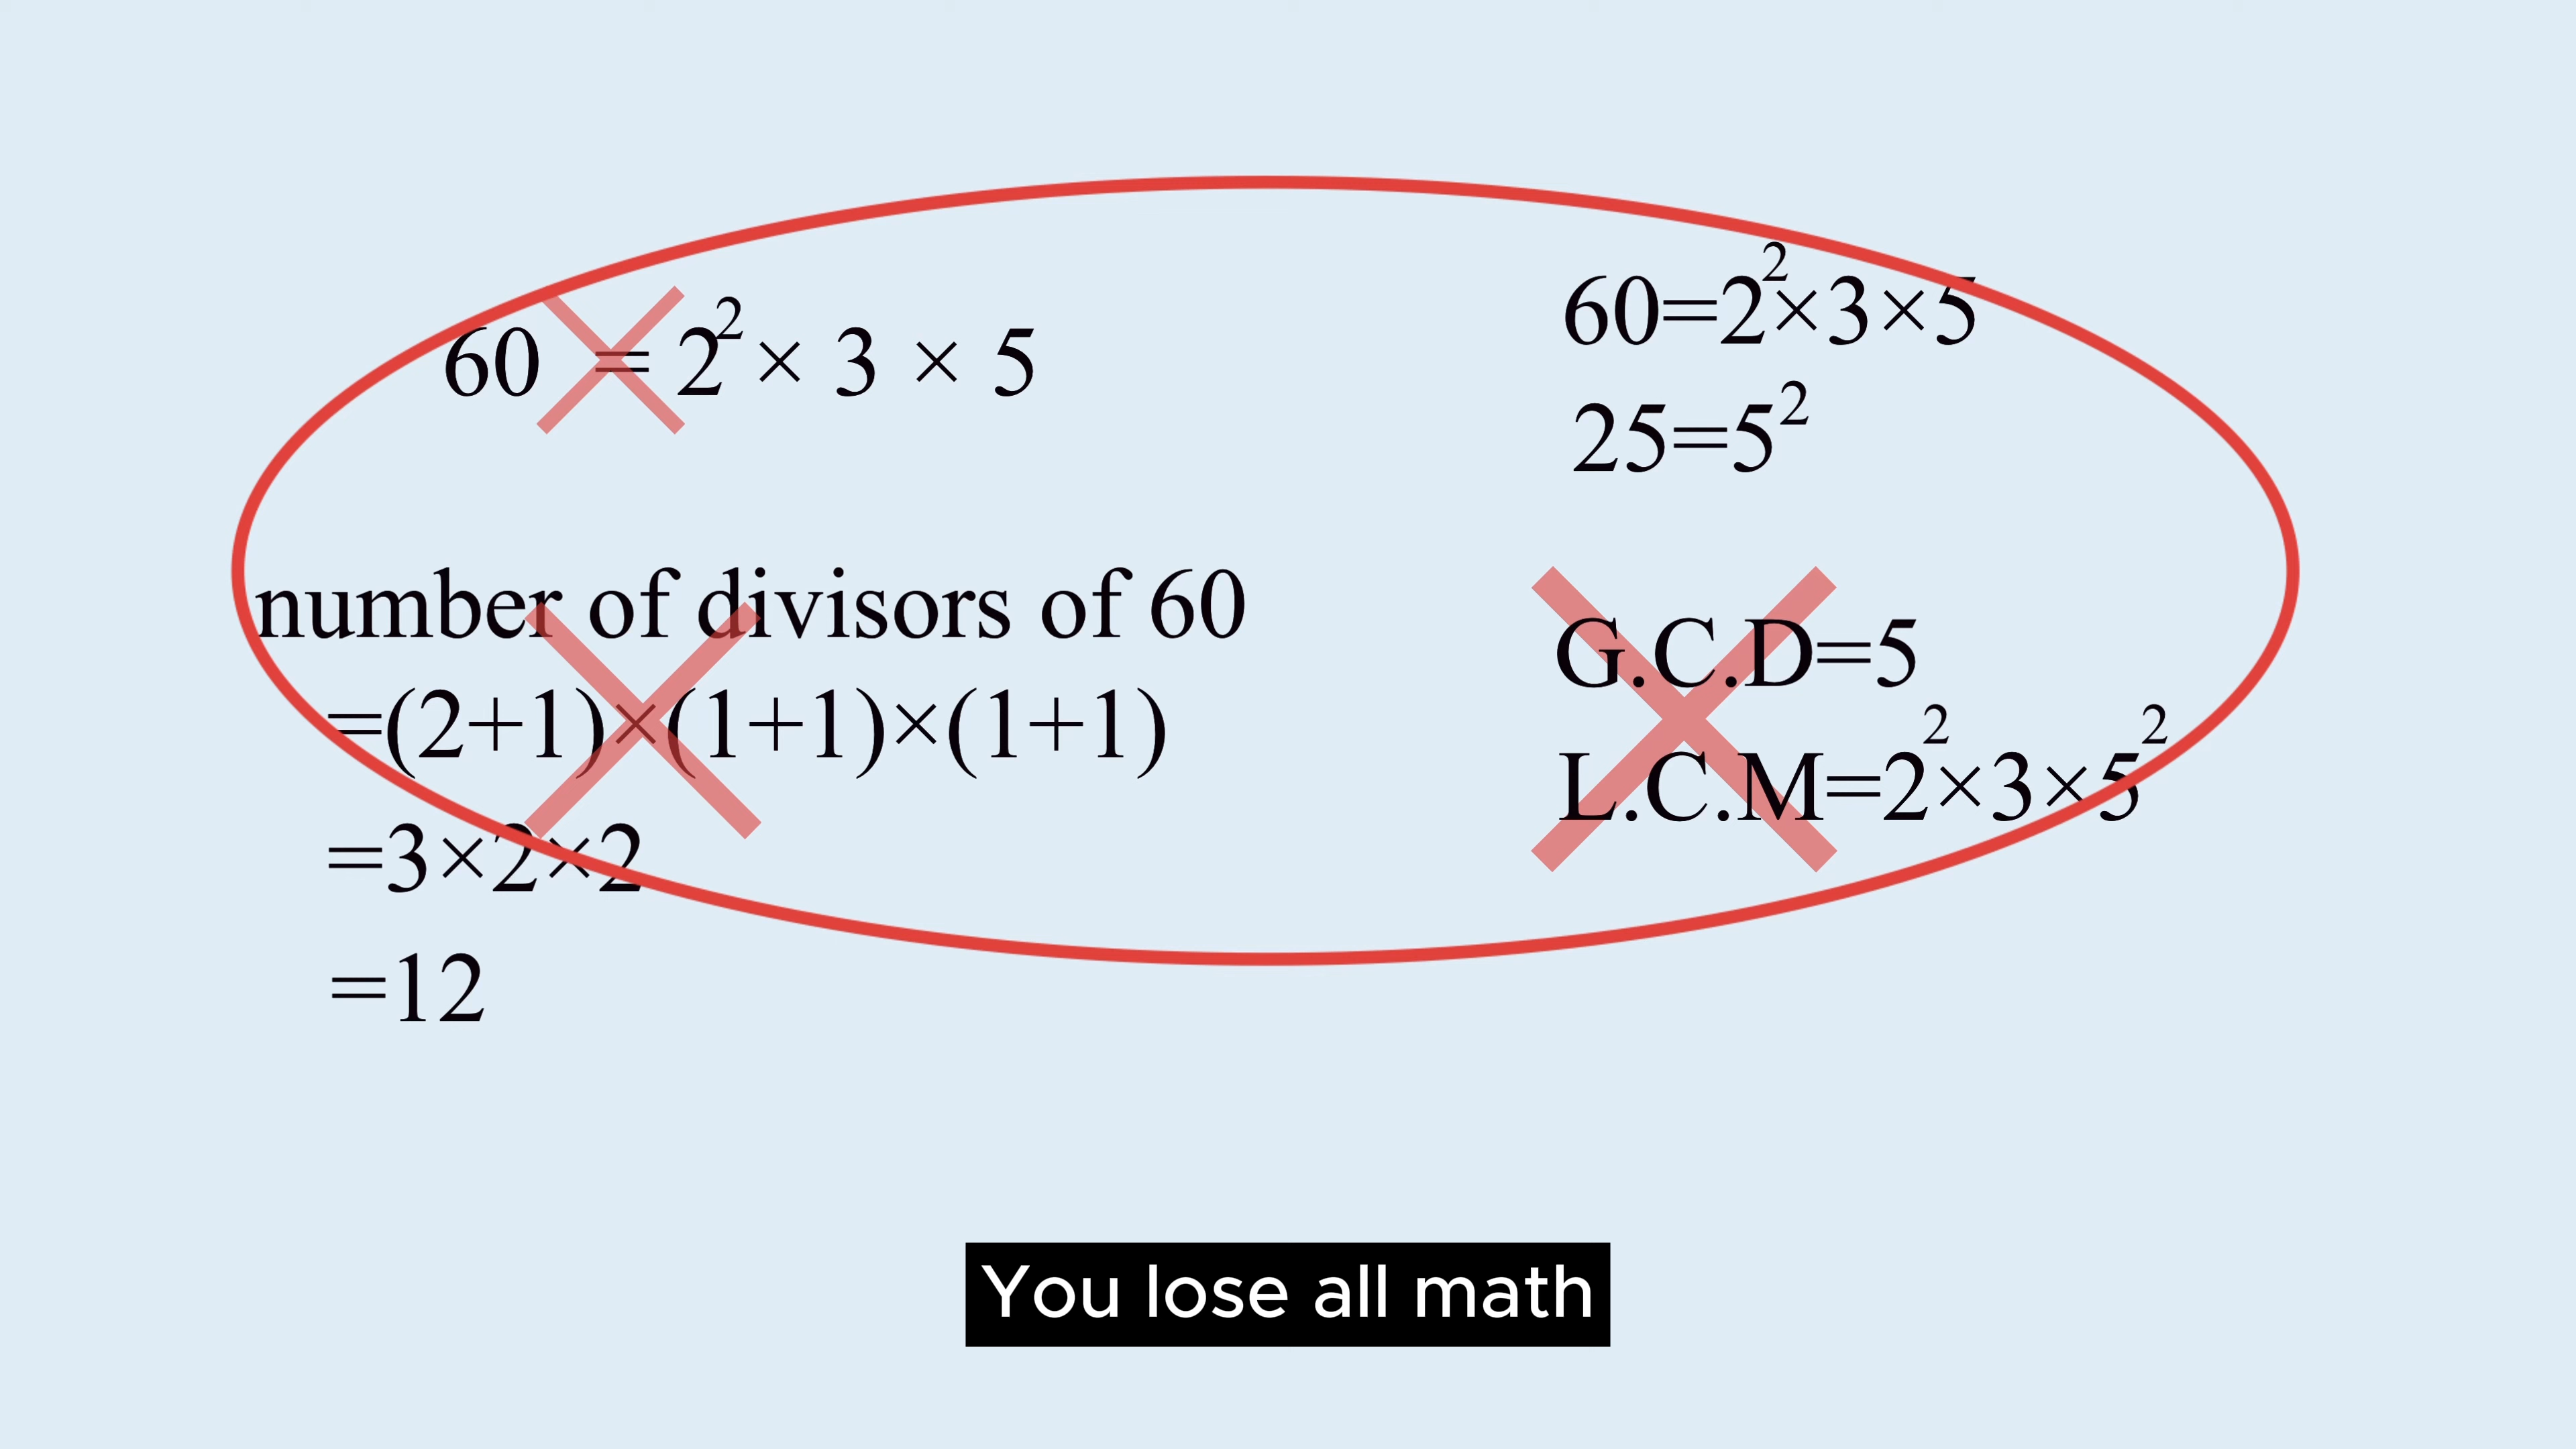 60 = 2² × 3 × 5
number of divisors of 60
=(2+1)×(1+1)×(1+1)
=3×2×2
=12
60=2²×3×5
25=5²
G.C.D=5
L.C.M=2²×3×5²
You lose all math